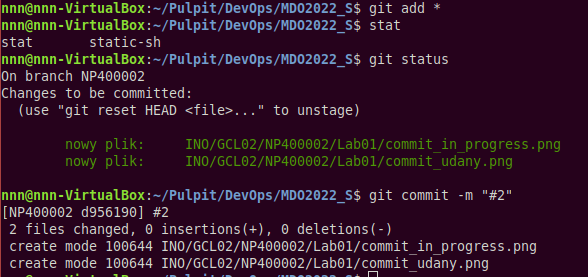 nnn@nnn-VirtualBox:~/Pulpit/DevOps/MDO2022_S$ git add *
nnn@nnn-VirtualBox:~/Pulpit/DevOps/MDO2022_S$ stat
stat       static-sh
nnn@nnn-VirtualBox:~/Pulpit/DevOps/MDO2022_S$ git status
On branch NP400002
Changes to be committed:
  (use "git reset HEAD <file>..." to unstage)
        nowy plik:     INO/GCL02/NP400002/Lab01/commit_in_progress.png
        nowy plik:     INO/GCL02/NP400002/Lab01/commit_udany.png
nnn@nnn-VirtualBox:~/Pulpit/DevOps/MDO2022_S$ git commit -m "#2"
[NP400002 d956190] #2
 2 files changed, 0 insertions(+), 0 deletions(-)
 create mode 100644 INO/GCL02/NP400002/Lab01/commit_in_progress.png
 create mode 100644 INO/GCL02/NP400002/Lab01/commit_udany.png